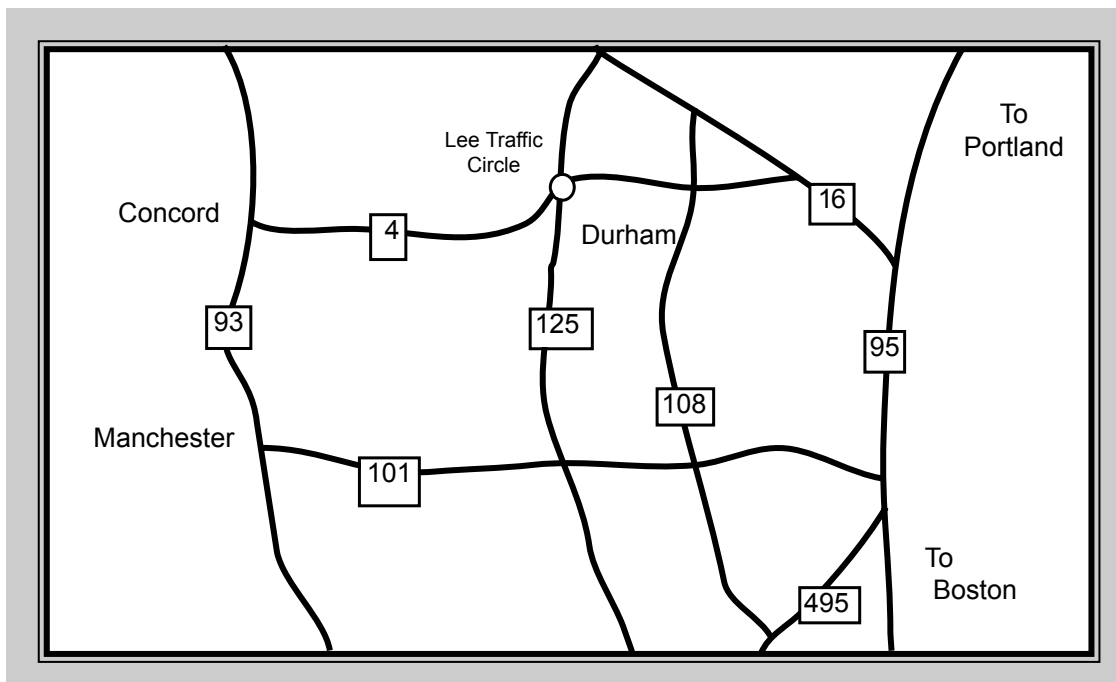 To
Portland
Lee Traffic
Circle
16
Concord
4
Durham
93
125
95
108
Manchester
101
To
Boston
495